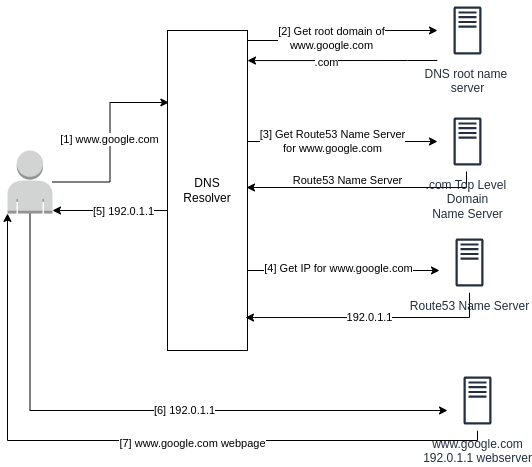 [2] Get root domain of
www.google.com
.com
DNS root name
server
[1] www.google.com
[3] Get Route53 Name Server
for www.google.com
Route53 Name Server
.com Top Level
Domain
Name Server
DNS
Resolver
[5] 192.0.1.1
[4] Get IP for www.google.com
Route53 Name Server
192.0.1.1
[6] 192.0.1.1
[7] www.google.com webpage
www.google.com
192.0.1.1 webserver